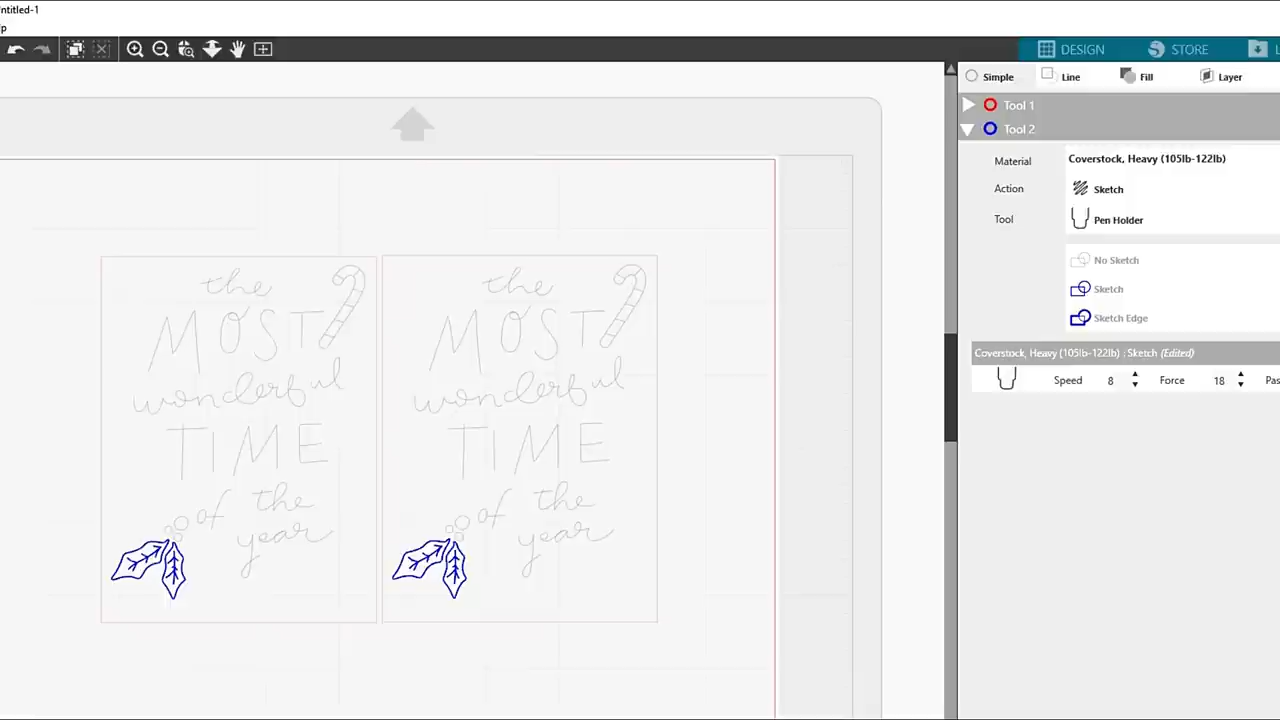 ntitled-1
DESIGN
STORE
L
Simple
Line
Fill
Layer
Tool 1
Tool 2
Material
Coverstock, Heavy (105lb-122lb)
Action
Sketch
Tool
Pen Holder
No Sketch
Sketch
Sketch Edge
Coverstock, Heavy (105lb-122lb) : Sketch (Edited)
Speed 8 Force 18 Pas
the
MOST
wonderful
TIME
of the
year
the
MOST
wonderful
TIME
of the
year